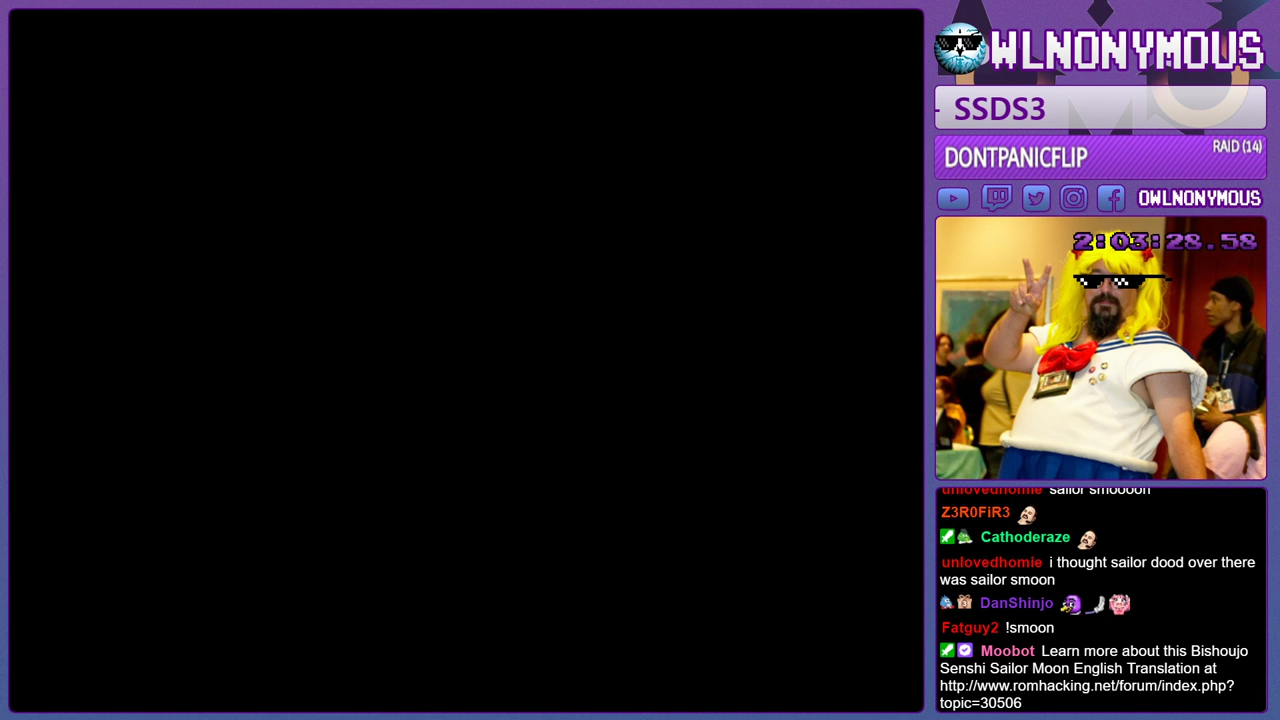 OWLNONYMOUS
- SSDS3
DONTPANICFLIP
RAID (14)
OWLNONYMOUS
2:03:28.58
unlovedhomie sailor smoooon
Z3R0FiR3
Cathoderaze
unlovedhomie i thought sailor dood over there
was sailor smoon
DanShinjo
Fatguy2 !smoon
Moobot Learn more about this Bishoujo
Senshi Sailor Moon English Translation at
http://www.romhacking.net/forum/index.php?
topic=30506